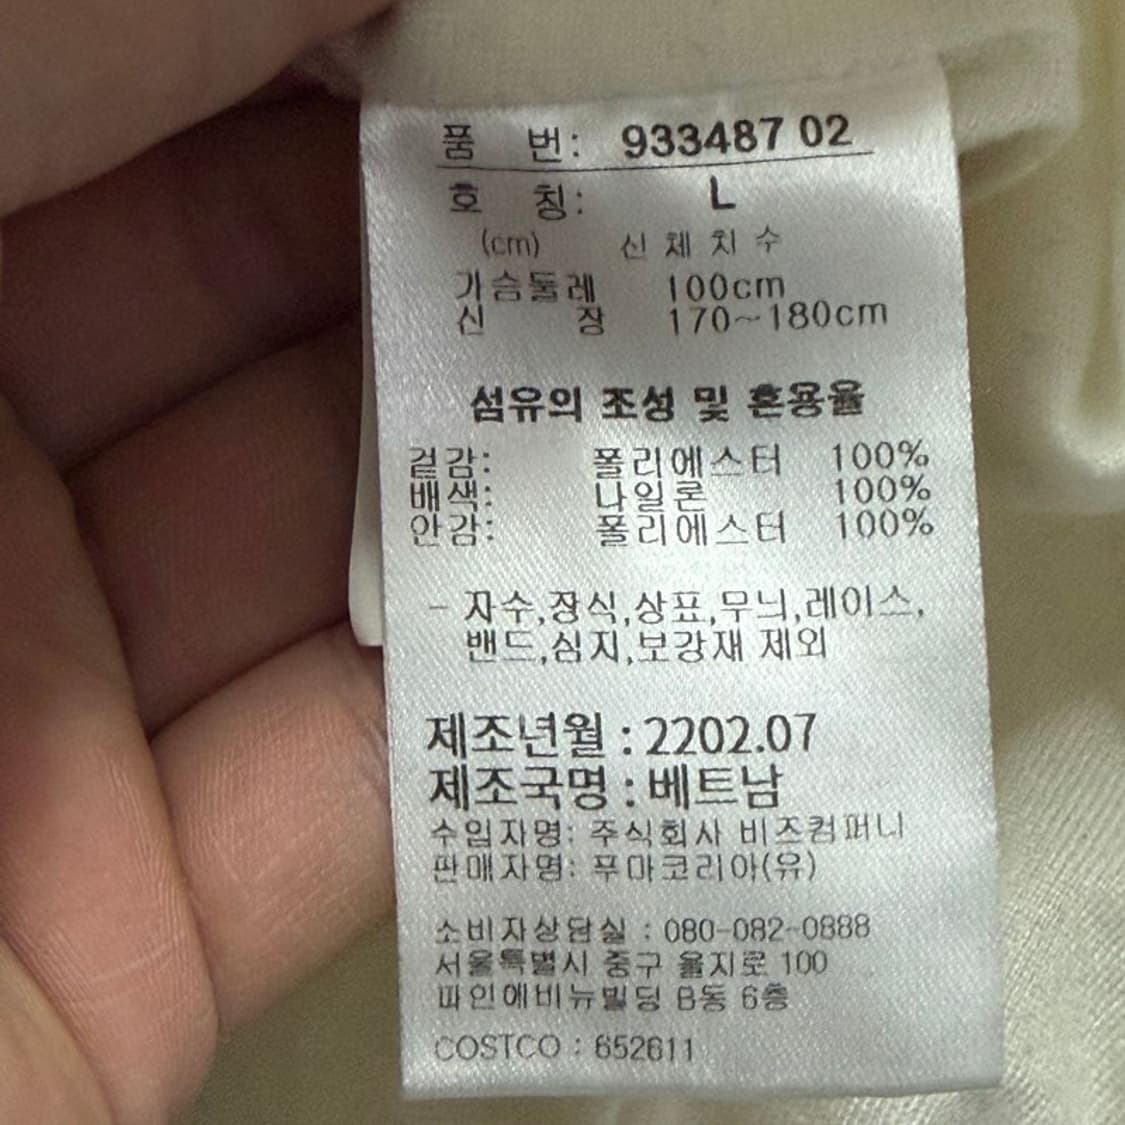 품 번: 933487 02
호 칭: L
(cm) 신체치수
가슴둘레 100cm
신 장 170~180cm
섬유의 조성 및 혼용율
겉감: 폴리에스터 100%
배색: 나일론 100%
안감: 폴리에스터 100%
- 자수,장식,상표,무늬,레이스,
밴드,심지,보강재 제외
제조년월 : 2202.07
제조국명 : 베트남
수입자명: 주식회사 비즈컴퍼니
판매자명: 푸마코리아(유)
소비자상담실 : 080-082-0888
서울특별시 중구 을지로 100
파인애비뉴빌딩 B동 6층
COSTCO : 652611